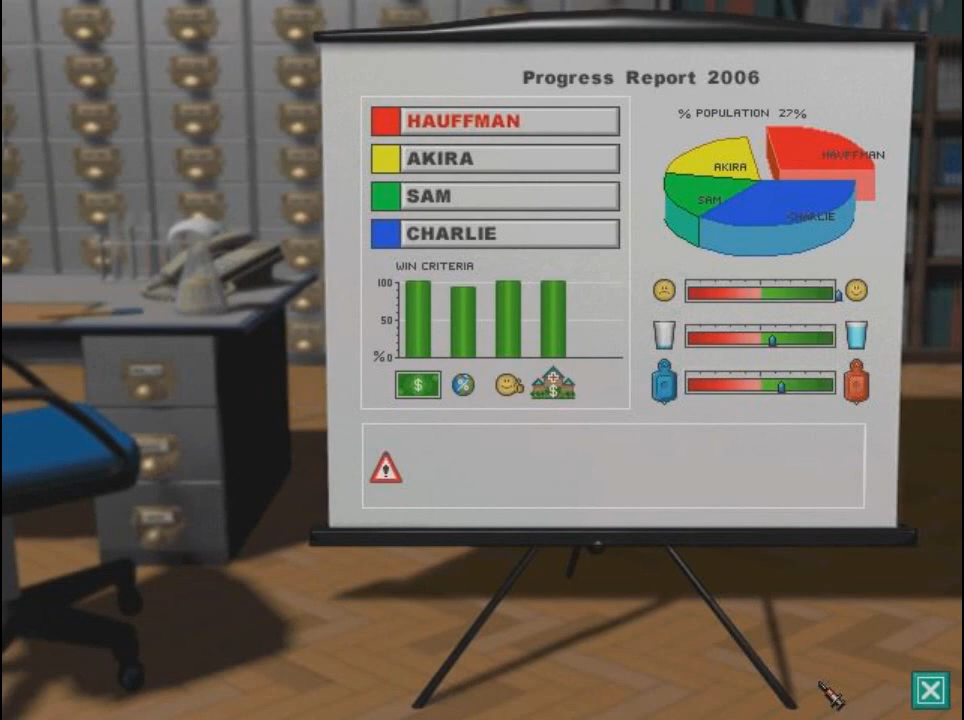 Progress Report 2006
HAUFFMAN
AKIRA
SAM
CHARLIE
% POPULATION 27%
HAUFFMAN
AKIRA
SAM
CHARLIE
WIN CRITERIA
100
50
%0
$
%
$